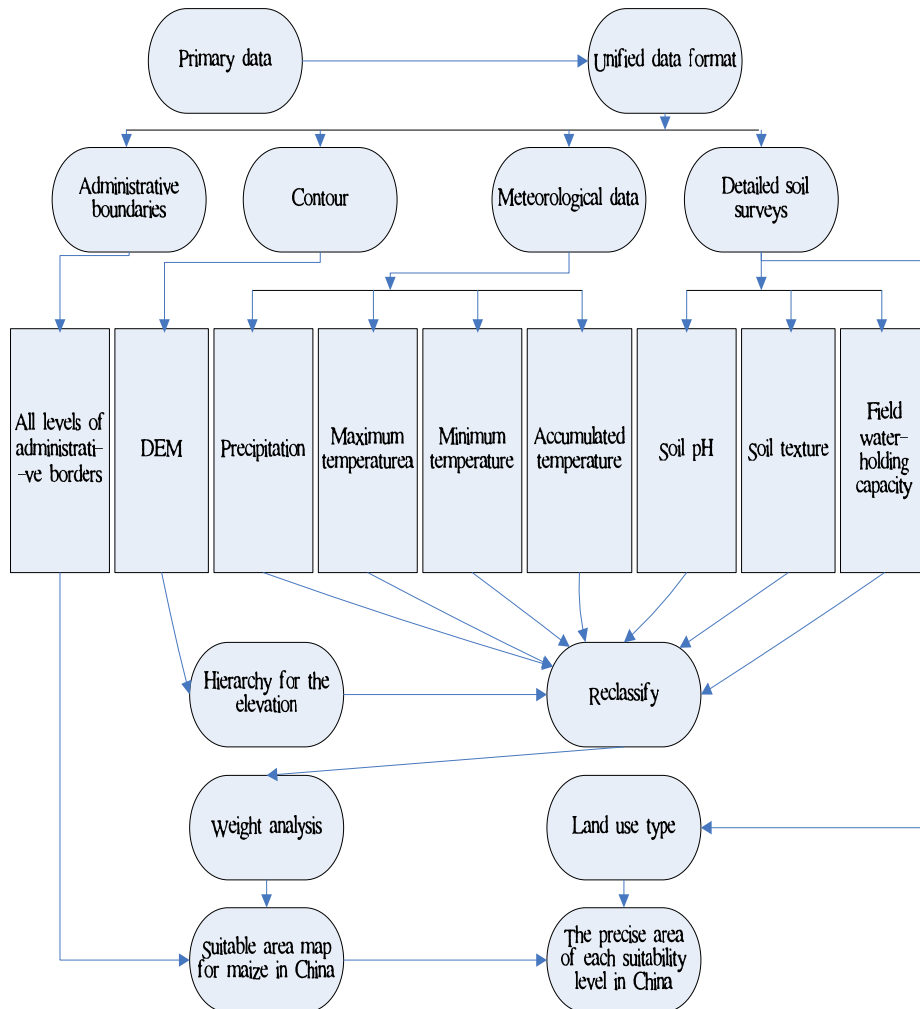 Primary data
Unified data format
Administrative
boundaries
Contour
Meteorological data
Detailed soil
surveys
All levels of
administrati-
-ve borders
DEM
Precipitation
Maximum
temperaturea
Minimum
temperature
Accumulated
temperature
Soil pH
Soil texture
Field
water-
holding
capacity
Hierarchy for the
elevation
Reclassify
Weight analysis
Land use type
Suitable area map
for maize in China
The precise area
of each suitability
level in China